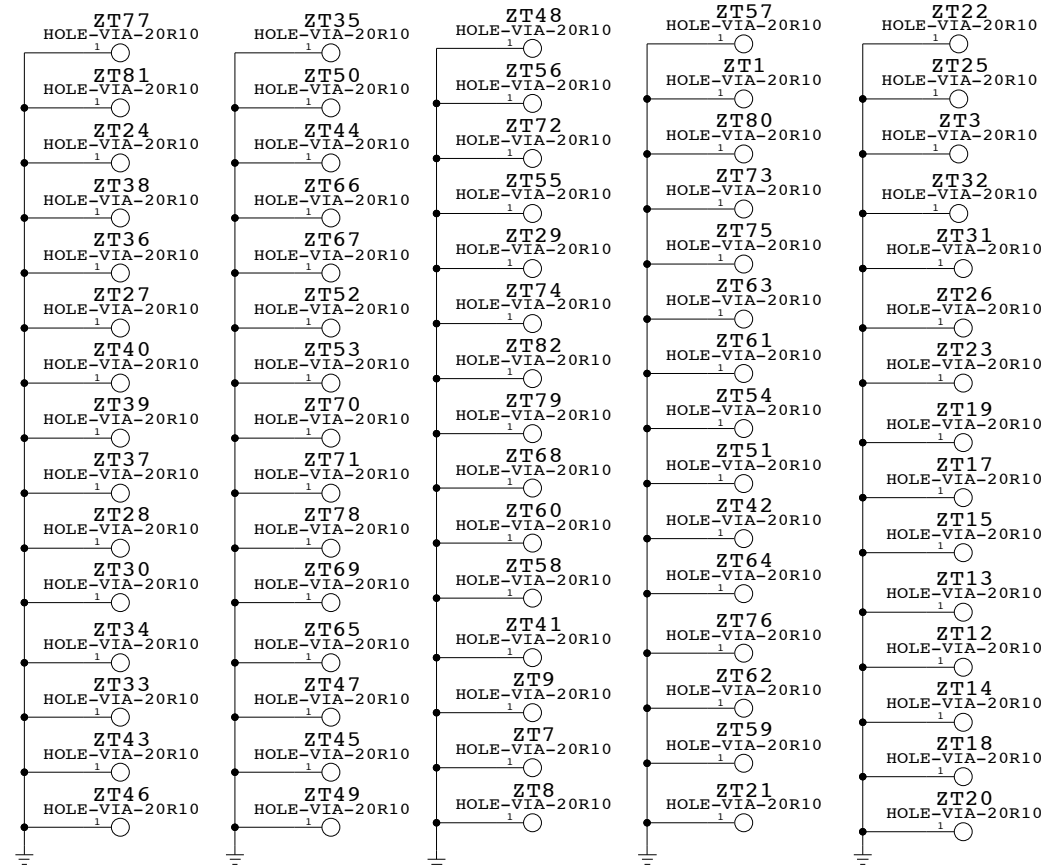 ZT77
HOLE-VIA-20R10
1
ZT81
HOLE-VIA-20R10
1
ZT24
HOLE-VIA-20R10
1
ZT38
HOLE-VIA-20R10
1
ZT36
HOLE-VIA-20R10
1
ZT27
HOLE-VIA-20R10
1
ZT40
HOLE-VIA-20R10
1
ZT39
HOLE-VIA-20R10
1
ZT37
HOLE-VIA-20R10
1
ZT28
HOLE-VIA-20R10
1
ZT30
HOLE-VIA-20R10
1
ZT34
HOLE-VIA-20R10
1
ZT33
HOLE-VIA-20R10
1
ZT43
HOLE-VIA-20R10
1
ZT46
HOLE-VIA-20R10
1
ZT35
HOLE-VIA-20R10
1
ZT50
HOLE-VIA-20R10
1
ZT44
HOLE-VIA-20R10
1
ZT66
HOLE-VIA-20R10
1
ZT67
HOLE-VIA-20R10
1
ZT52
HOLE-VIA-20R10
1
ZT53
HOLE-VIA-20R10
1
ZT70
HOLE-VIA-20R10
1
ZT71
HOLE-VIA-20R10
1
ZT78
HOLE-VIA-20R10
1
ZT69
HOLE-VIA-20R10
1
ZT65
HOLE-VIA-20R10
1
ZT47
HOLE-VIA-20R10
1
ZT45
HOLE-VIA-20R10
1
ZT49
HOLE-VIA-20R10
1
ZT48
HOLE-VIA-20R10
1
ZT56
HOLE-VIA-20R10
1
ZT72
HOLE-VIA-20R10
1
ZT55
HOLE-VIA-20R10
1
ZT29
HOLE-VIA-20R10
1
ZT74
HOLE-VIA-20R10
1
ZT82
HOLE-VIA-20R10
1
ZT79
HOLE-VIA-20R10
1
ZT68
HOLE-VIA-20R10
1
ZT60
HOLE-VIA-20R10
1
ZT58
HOLE-VIA-20R10
1
ZT41
HOLE-VIA-20R10
1
ZT9
HOLE-VIA-20R10
1
ZT7
HOLE-VIA-20R10
1
ZT8
HOLE-VIA-20R10
1
ZT57
HOLE-VIA-20R10
1
ZT1
HOLE-VIA-20R10
1
ZT80
HOLE-VIA-20R10
1
ZT73
HOLE-VIA-20R10
1
ZT75
HOLE-VIA-20R10
1
ZT63
HOLE-VIA-20R10
1
ZT61
HOLE-VIA-20R10
1
ZT54
HOLE-VIA-20R10
1
ZT51
HOLE-VIA-20R10
1
ZT42
HOLE-VIA-20R10
1
ZT64
HOLE-VIA-20R10
1
ZT76
HOLE-VIA-20R10
1
ZT62
HOLE-VIA-20R10
1
ZT59
HOLE-VIA-20R10
1
ZT21
HOLE-VIA-20R10
1
ZT22
HOLE-VIA-20R10
1
ZT25
HOLE-VIA-20R10
1
ZT3
HOLE-VIA-20R10
1
ZT32
HOLE-VIA-20R10
1
ZT31
HOLE-VIA-20R10
1
ZT26
HOLE-VIA-20R10
1
ZT23
HOLE-VIA-20R10
1
ZT19
HOLE-VIA-20R10
1
ZT17
HOLE-VIA-20R10
1
ZT15
HOLE-VIA-20R10
1
ZT13
HOLE-VIA-20R10
1
ZT12
HOLE-VIA-20R10
1
ZT14
HOLE-VIA-20R10
1
ZT18
HOLE-VIA-20R10
1
ZT20
HOLE-VIA-20R10
1